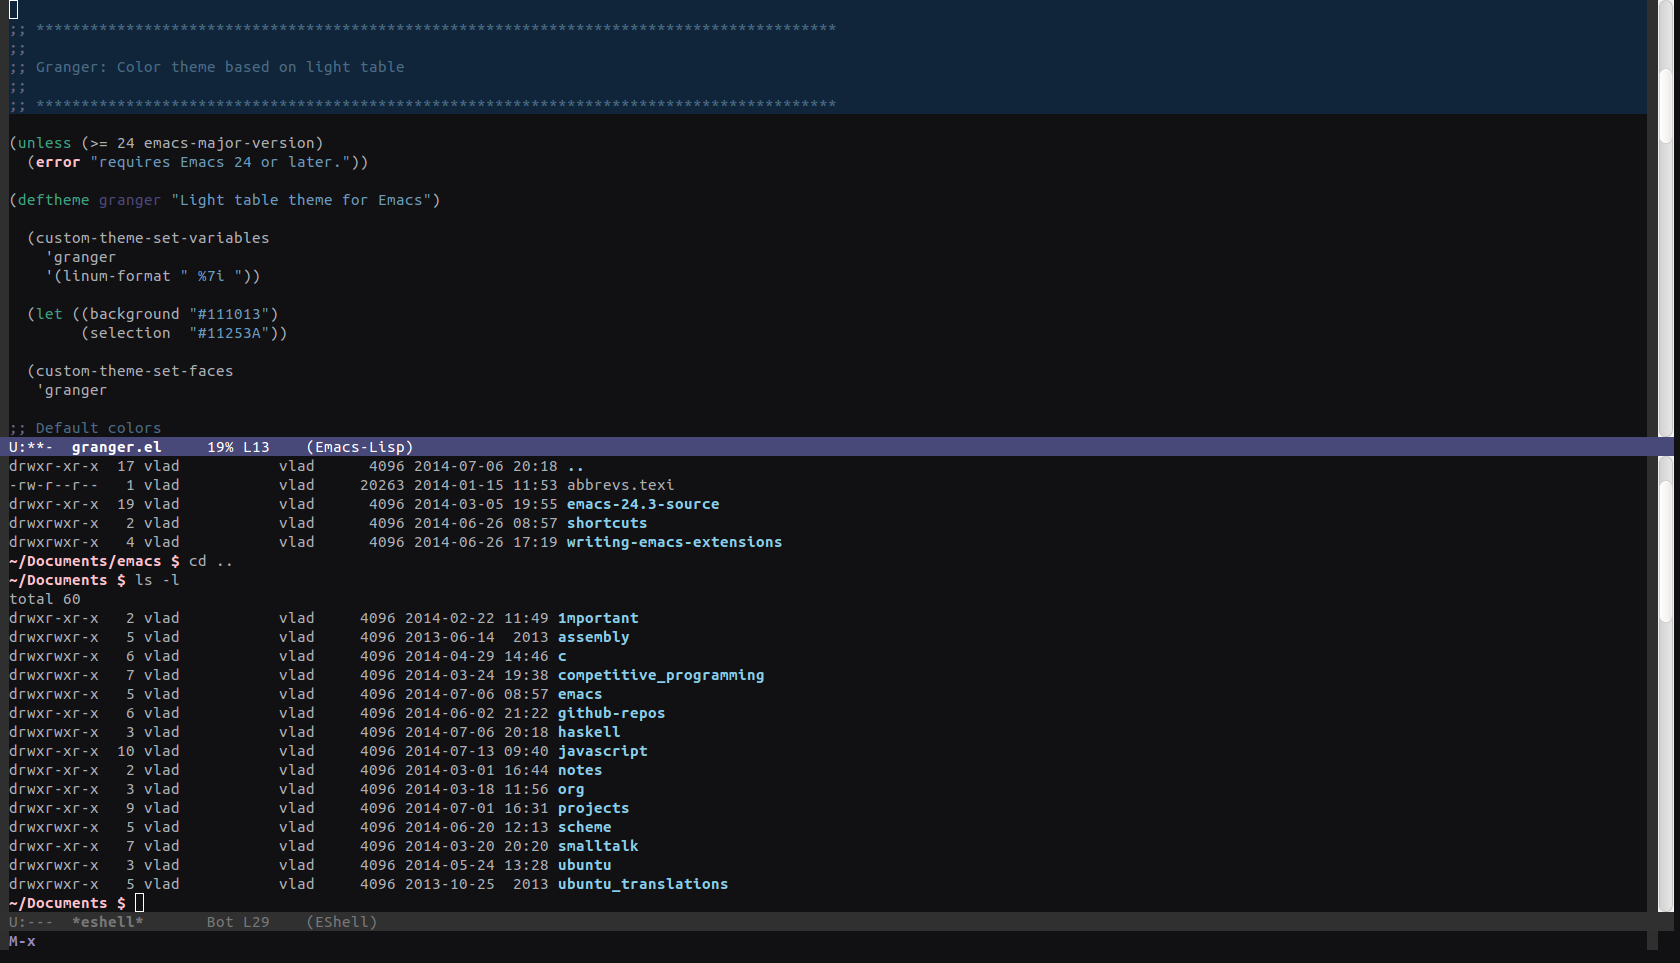 ;; *****************************************************************************************
;;
;; Granger: Color theme based on light table
;;
;; *****************************************************************************************
(unless (>= 24 emacs-major-version)
  (error "requires Emacs 24 or later."))
(deftheme granger "Light table theme for Emacs")
  (custom-theme-set-variables
    'granger
    '(linum-format " %7i "))
  (let ((background "#111013")
        (selection  "#11253A"))
  (custom-theme-set-faces
   'granger
;; Default colors
U:**-  granger.el     19% L13    (Emacs-Lisp)
drwxr-xr-x  17 vlad           vlad      4096 2014-07-06 20:18 ..
-rw-r--r--   1 vlad           vlad     20263 2014-01-15 11:53 abbrevs.texi
drwxr-xr-x  19 vlad           vlad      4096 2014-03-05 19:55 emacs-24.3-source
drwxrwxr-x   2 vlad           vlad      4096 2014-06-26 08:57 shortcuts
drwxrwxr-x   4 vlad           vlad      4096 2014-06-26 17:19 writing-emacs-extensions
~/Documents/emacs $ cd ..
~/Documents $ ls -l
total 60
drwxr-xr-x   2 vlad           vlad     4096 2014-02-22 11:49 1mportant
drwxrwxr-x   5 vlad           vlad     4096 2013-06-14  2013 assembly
drwxrwxr-x   6 vlad           vlad     4096 2014-04-29 14:46 c
drwxrwxr-x   7 vlad           vlad     4096 2014-03-24 19:38 competitive_programming
drwxrwxr-x   5 vlad           vlad     4096 2014-07-06 08:57 emacs
drwxr-xr-x   6 vlad           vlad     4096 2014-06-02 21:22 github-repos
drwxrwxr-x   3 vlad           vlad     4096 2014-07-06 20:18 haskell
drwxr-xr-x  10 vlad           vlad     4096 2014-07-13 09:40 javascript
drwxrwxr-x   2 vlad           vlad     4096 2014-03-01 16:44 notes
drwxr-xr-x   3 vlad           vlad     4096 2014-03-18 11:56 org
drwxr-xr-x   9 vlad           vlad     4096 2014-07-01 16:31 projects
drwxrwxr-x   5 vlad           vlad     4096 2014-06-20 12:13 scheme
drwxr-xr-x   7 vlad           vlad     4096 2014-03-20 20:20 smalltalk
drwxrwxr-x   3 vlad           vlad     4096 2014-05-24 13:28 ubuntu
drwxrwxr-x   5 vlad           vlad     4096 2013-10-25  2013 ubuntu_translations
~/Documents $
U:---  *eshell*       Bot L29    (EShell)
M-x